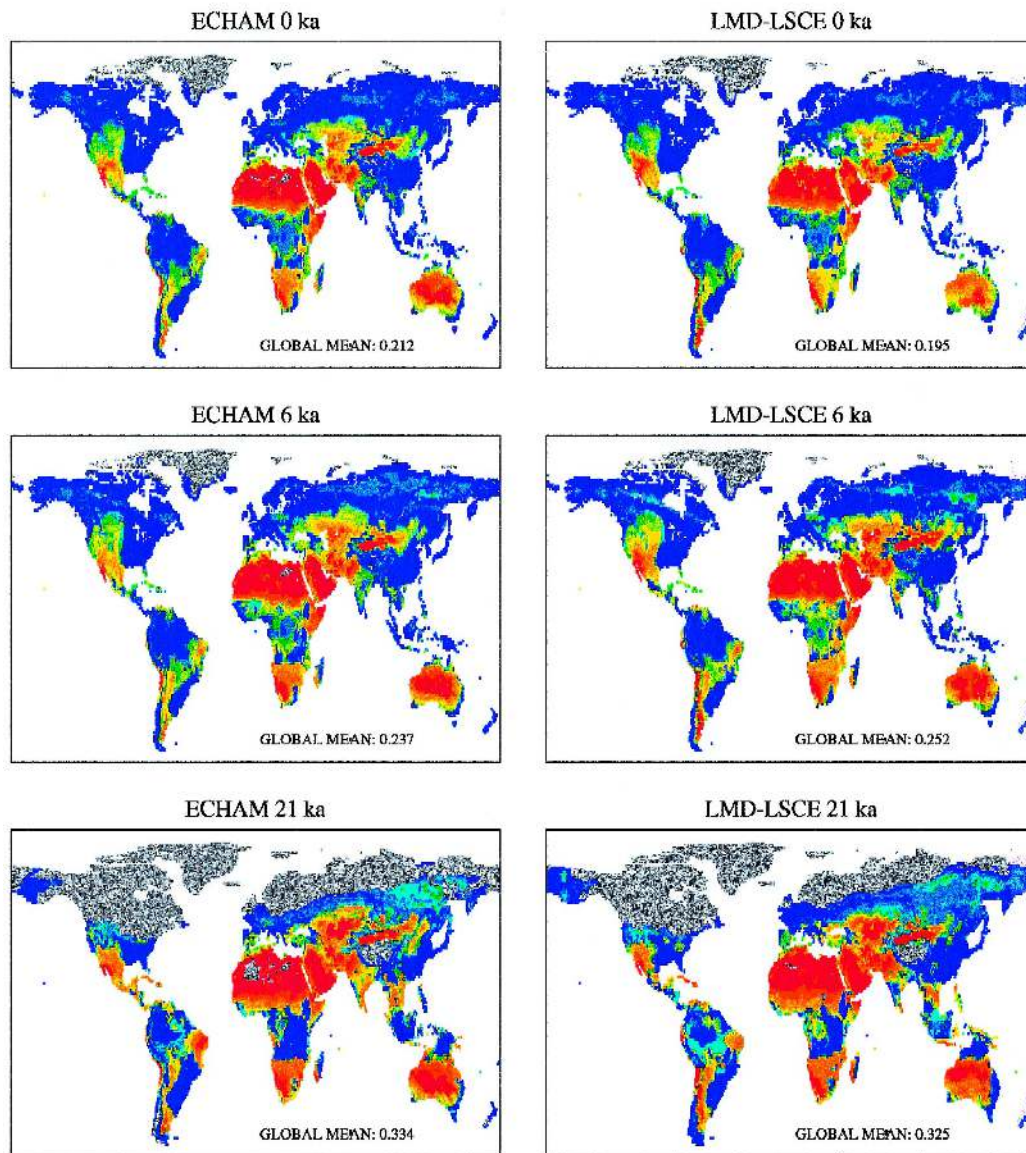 ECHAM 0 ka
LMD-LSCE 0 ka
GLOBAL MEAN: 0.212
GLOBAL MEAN: 0.195
ECHAM 6 ka
LMD-LSCE 6 ka
GLOBAL MEAN: 0.237
GLOBAL MEAN: 0.252
ECHAM 21 ka
LMD-LSCE 21 ka
GLOBAL MEAN: 0.334
GLOBAL MEAN: 0.325